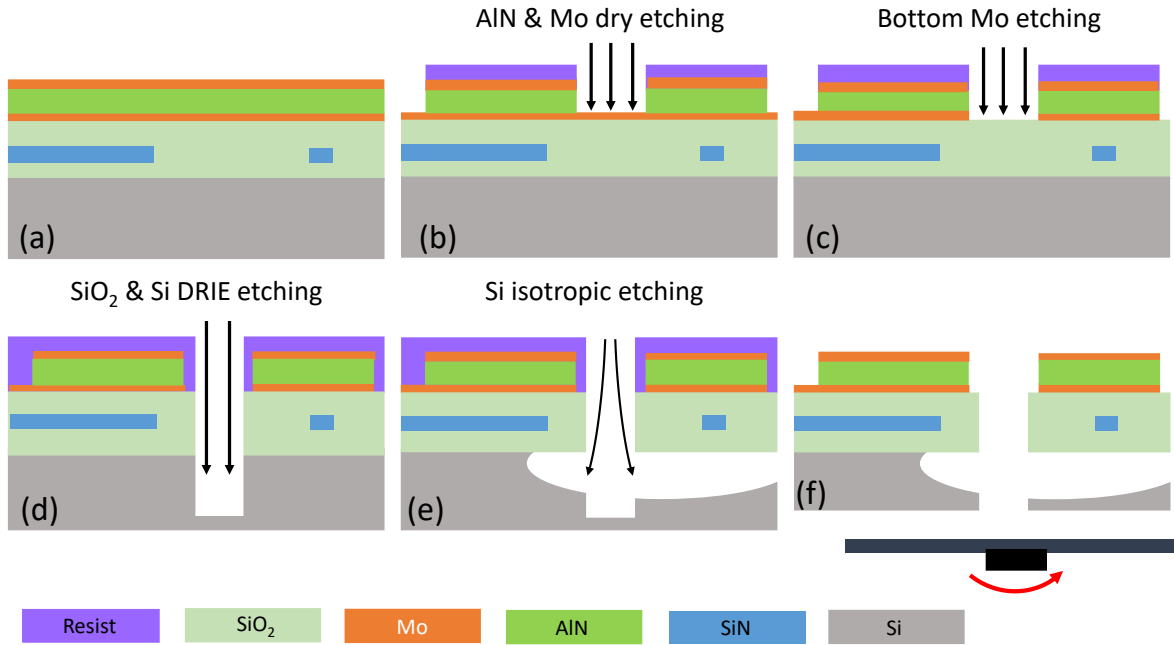 AlN & Mo dry etching
Bottom Mo etching
(a)
(b)
(c)
SiO₂ & Si DRIE etching
Si isotropic etching
(d)
(e)
(f)
Resist
SiO₂
Mo
AlN
SiN
Si